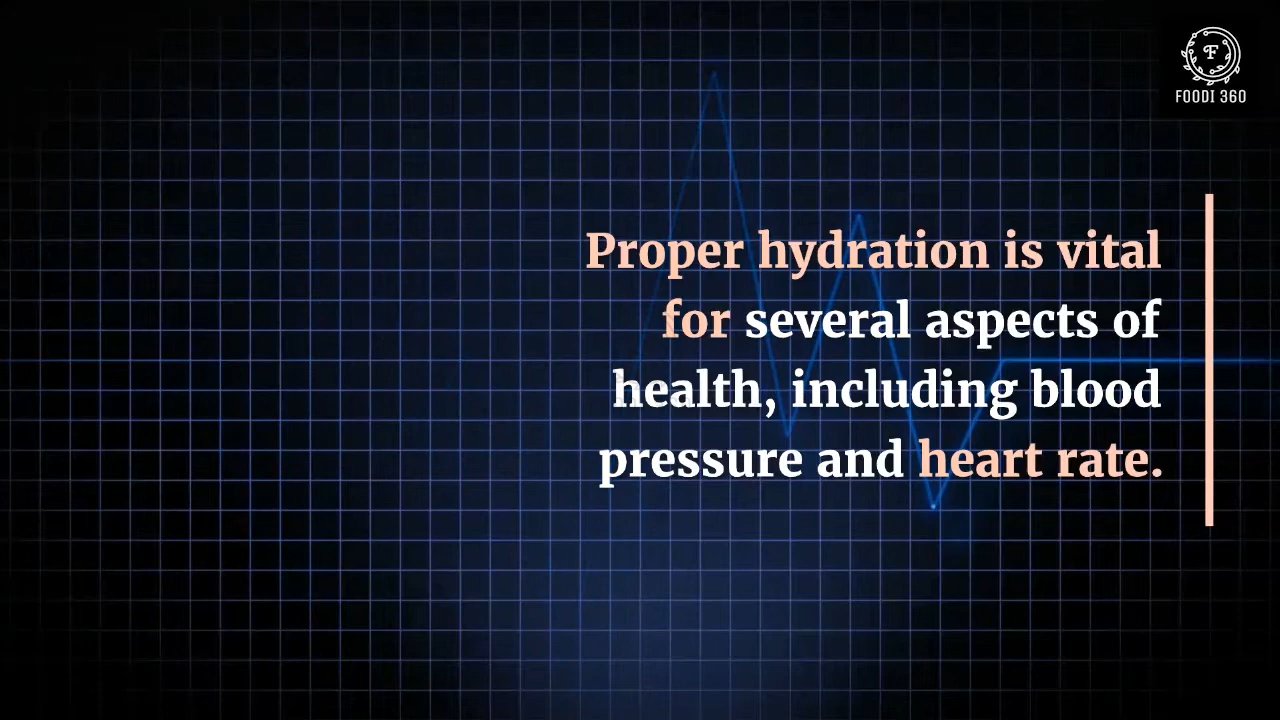 F
FOODI 360
Proper hydration is vital
for several aspects of
health, including blood
pressure and heart rate.